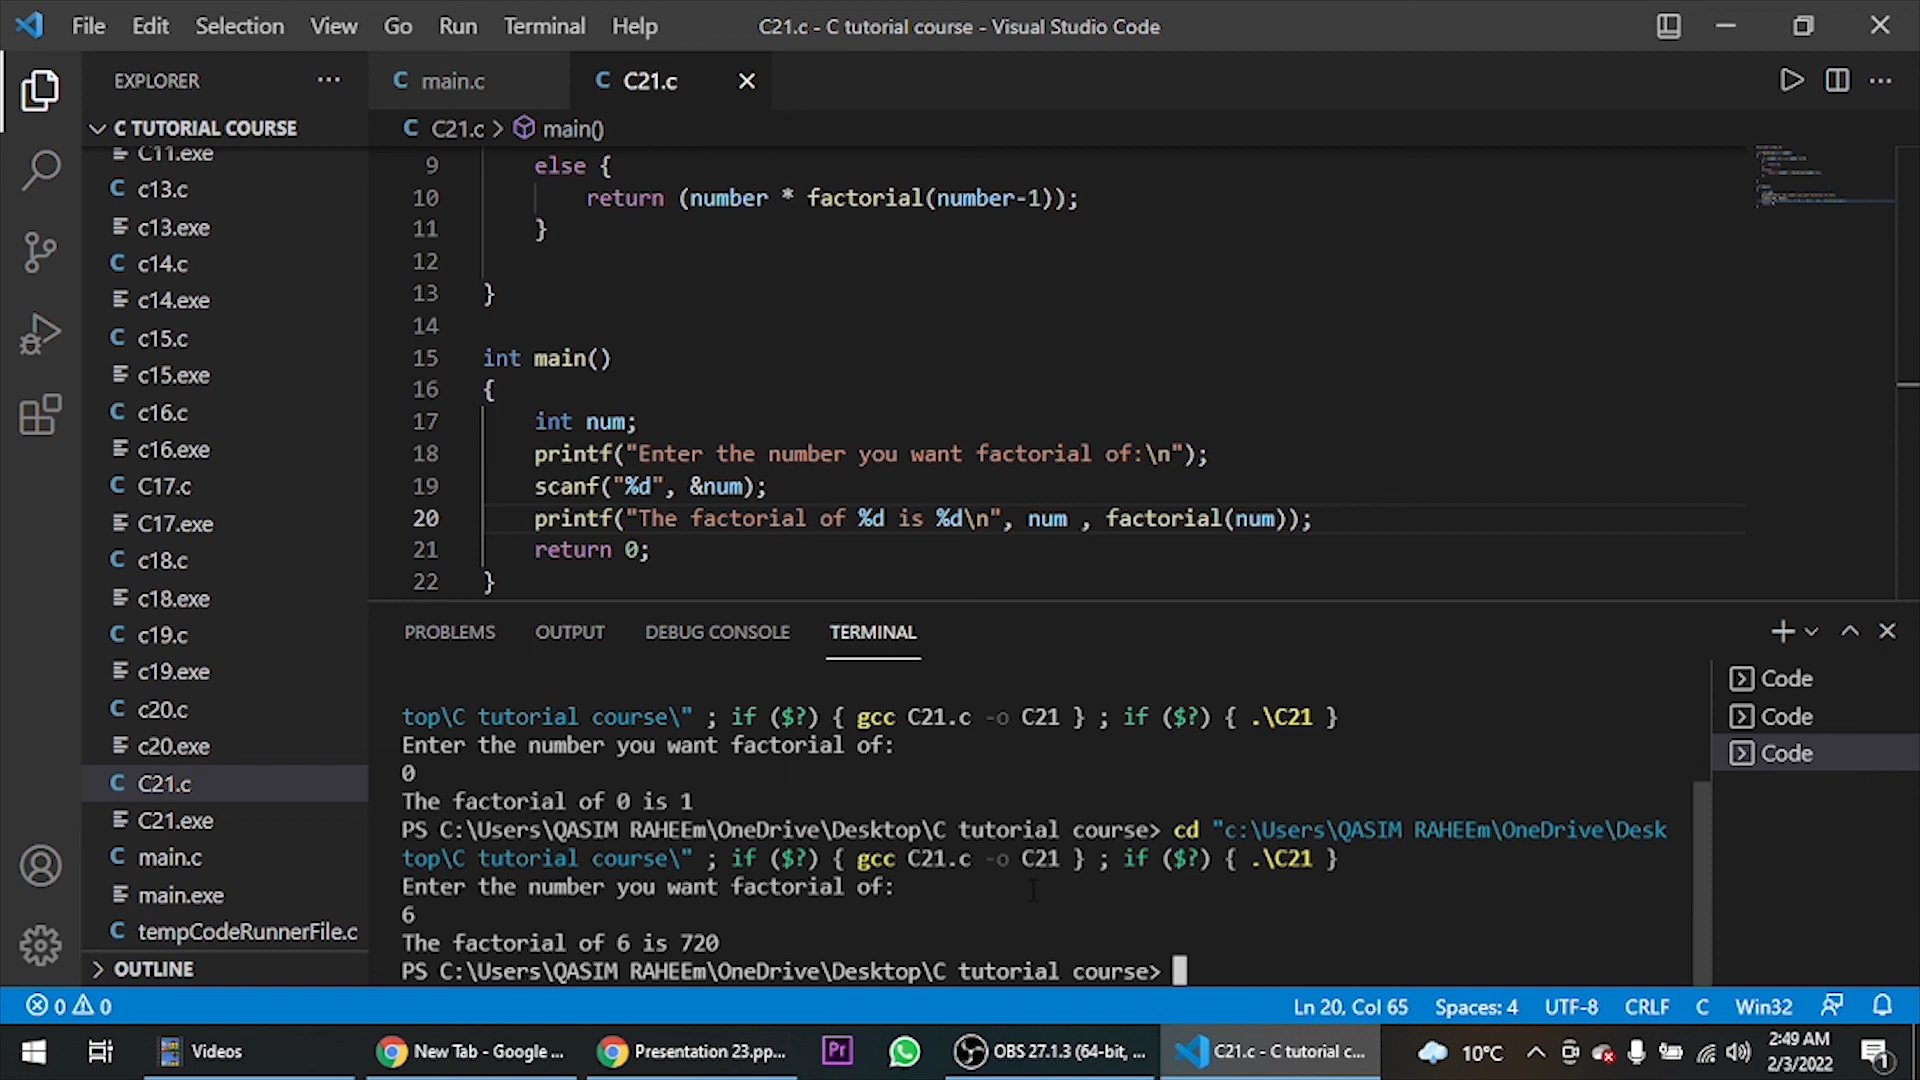 File Edit Selection View Go Run Terminal Help C21.c - C tutorial course - Visual Studio Code
EXPLORER
C main.c
C C21.c
C TUTORIAL COURSE
C C21.c > main()
C11.exe
C c13.c
c13.exe
C c14.c
c14.exe
C c15.c
c15.exe
C c16.c
c16.exe
C C17.c
C17.exe
C c18.c
c18.exe
C c19.c
c19.exe
C c20.c
c20.exe
C C21.c
C21.exe
C main.c
main.exe
C tempCodeRunnerFile.c
OUTLINE
9 else {
10 return (number * factorial(number-1));
11 }
12
13 }
14
15 int main()
16 {
17 int num;
18 printf("Enter the number you want factorial of:\n");
19 scanf("%d", &num);
20 printf("The factorial of %d is %d\n", num , factorial(num));
21 return 0;
22 }
PROBLEMS OUTPUT DEBUG CONSOLE TERMINAL
top\C tutorial course\" ; if ($?) { gcc C21.c -o C21 } ; if ($?) { .\C21 }
Enter the number you want factorial of:
0
The factorial of 0 is 1
PS C:\Users\QASIM RAHEEm\OneDrive\Desktop\C tutorial course> cd "c:\Users\QASIM RAHEEm\OneDrive\Desk
top\C tutorial course\" ; if ($?) { gcc C21.c -o C21 } ; if ($?) { .\C21 }
Enter the number you want factorial of:
6
The factorial of 6 is 720
PS C:\Users\QASIM RAHEEm\OneDrive\Desktop\C tutorial course>
Code
Code
Code
0 0 Ln 20, Col 65 Spaces: 4 UTF-8 CRLF C Win32
Videos
New Tab - Google ...
Presentation 23.pp...
Pr
OBS 27.1.3 (64-bit, ...
C21.c - C tutorial c...
10°C
2:49 AM
2/3/2022
1